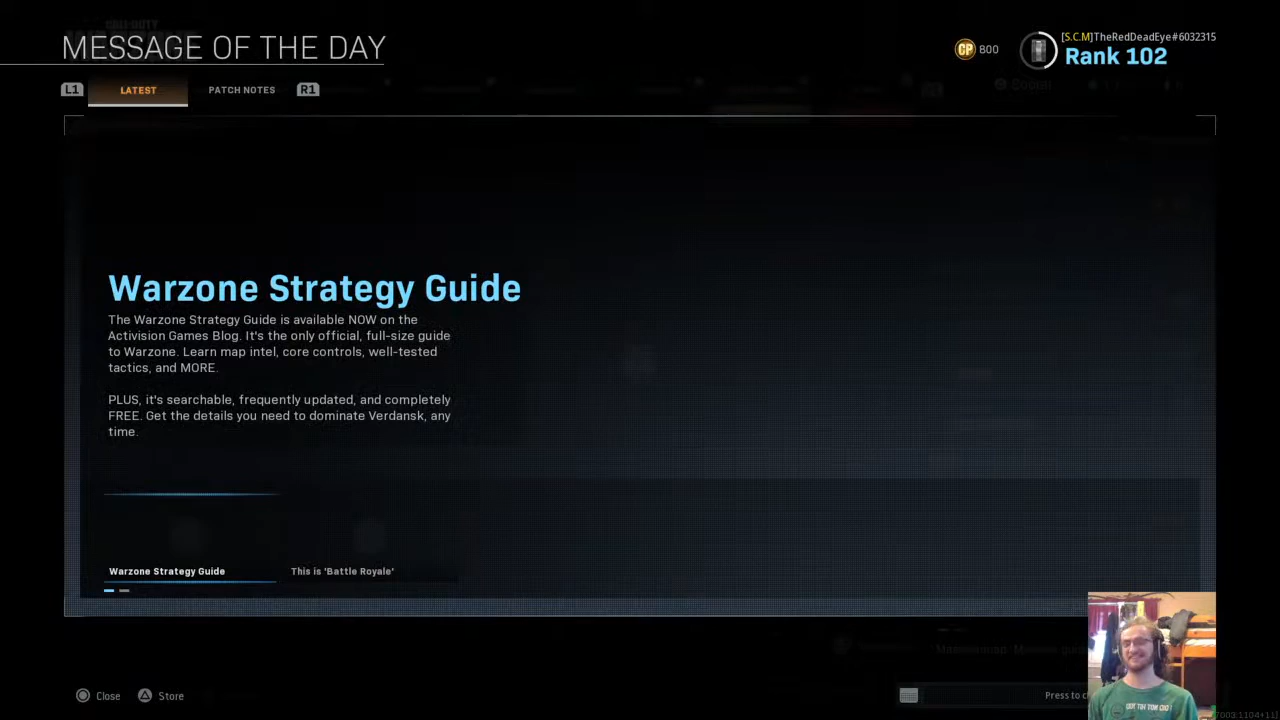 MESSAGE OF THE DAY
CP 800
[S.C.M]TheRedDeadEye#6032315
Rank 102
L1 LATEST PATCH NOTES R1
Warzone Strategy Guide
The Warzone Strategy Guide is available NOW on the
Activision Games Blog. It's the only official, full-size guide
to Warzone. Learn map intel, core controls, well-tested
tactics, and MORE.
PLUS, it's searchable, frequently updated, and completely
FREE. Get the details you need to dominate Verdansk, any
time.
Warzone Strategy Guide
This is 'Battle Royale'
Close
Store
Press to